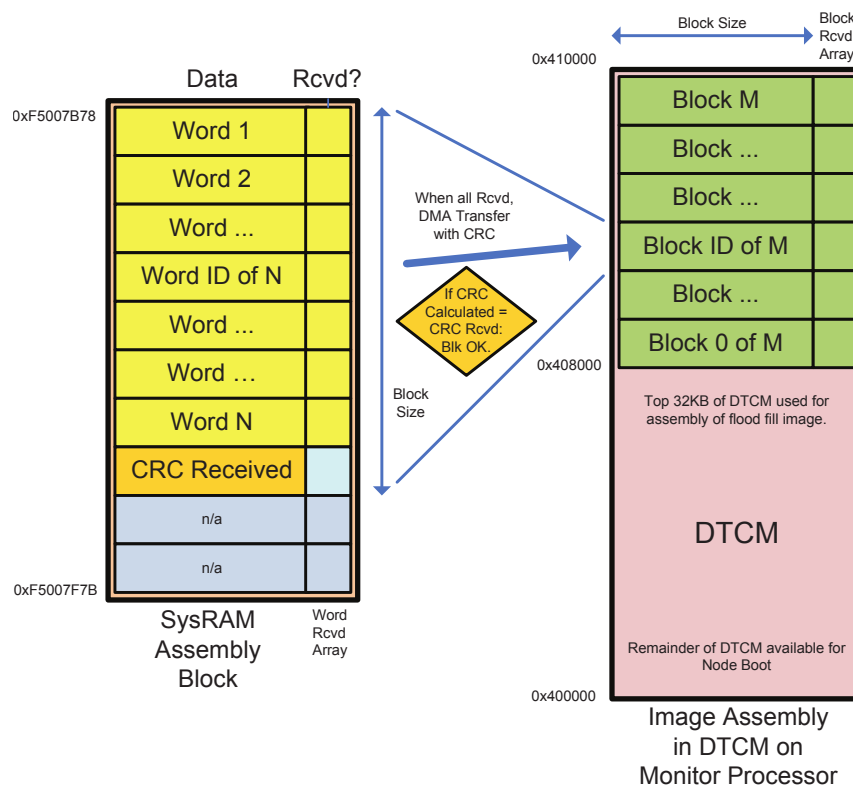 Data
Rcvd?
0xF5007B78
Word 1
Word 2
Word ...
Word ID of N
Word ...
Word ...
Word N
CRC Received
n/a
n/a
0xF5007F7B
SysRAM
Assembly
Block
Word
Rcvd
Array
When all Rcvd,
DMA Transfer
with CRC
If CRC
Calculated =
CRC Rcvd:
Blk OK.
Block
Size
Block Size
Block
Rcvd
Array
0x410000
Block M
Block ...
Block ...
Block ID of M
Block ...
Block 0 of M
0x408000
Top 32KB of DTCM used for
assembly of flood fill image.
DTCM
Remainder of DTCM available for
Node Boot
0x400000
Image Assembly
in DTCM on
Monitor Processor